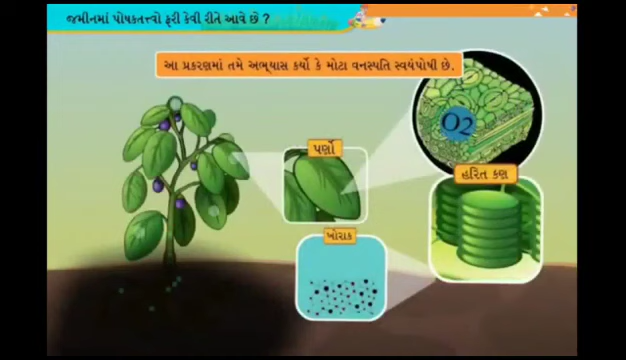 જમીનમાં પોષકતત્ત્વો ફરી કેવી રીતે આવે છે ?
આ પ્રકરણમાં તમે અભ્યાસ કર્યો કે મોટા વનસ્પતિ સ્વયંપોષી છે.
O2
પર્ણો
હરિત કણ
ખોરાક